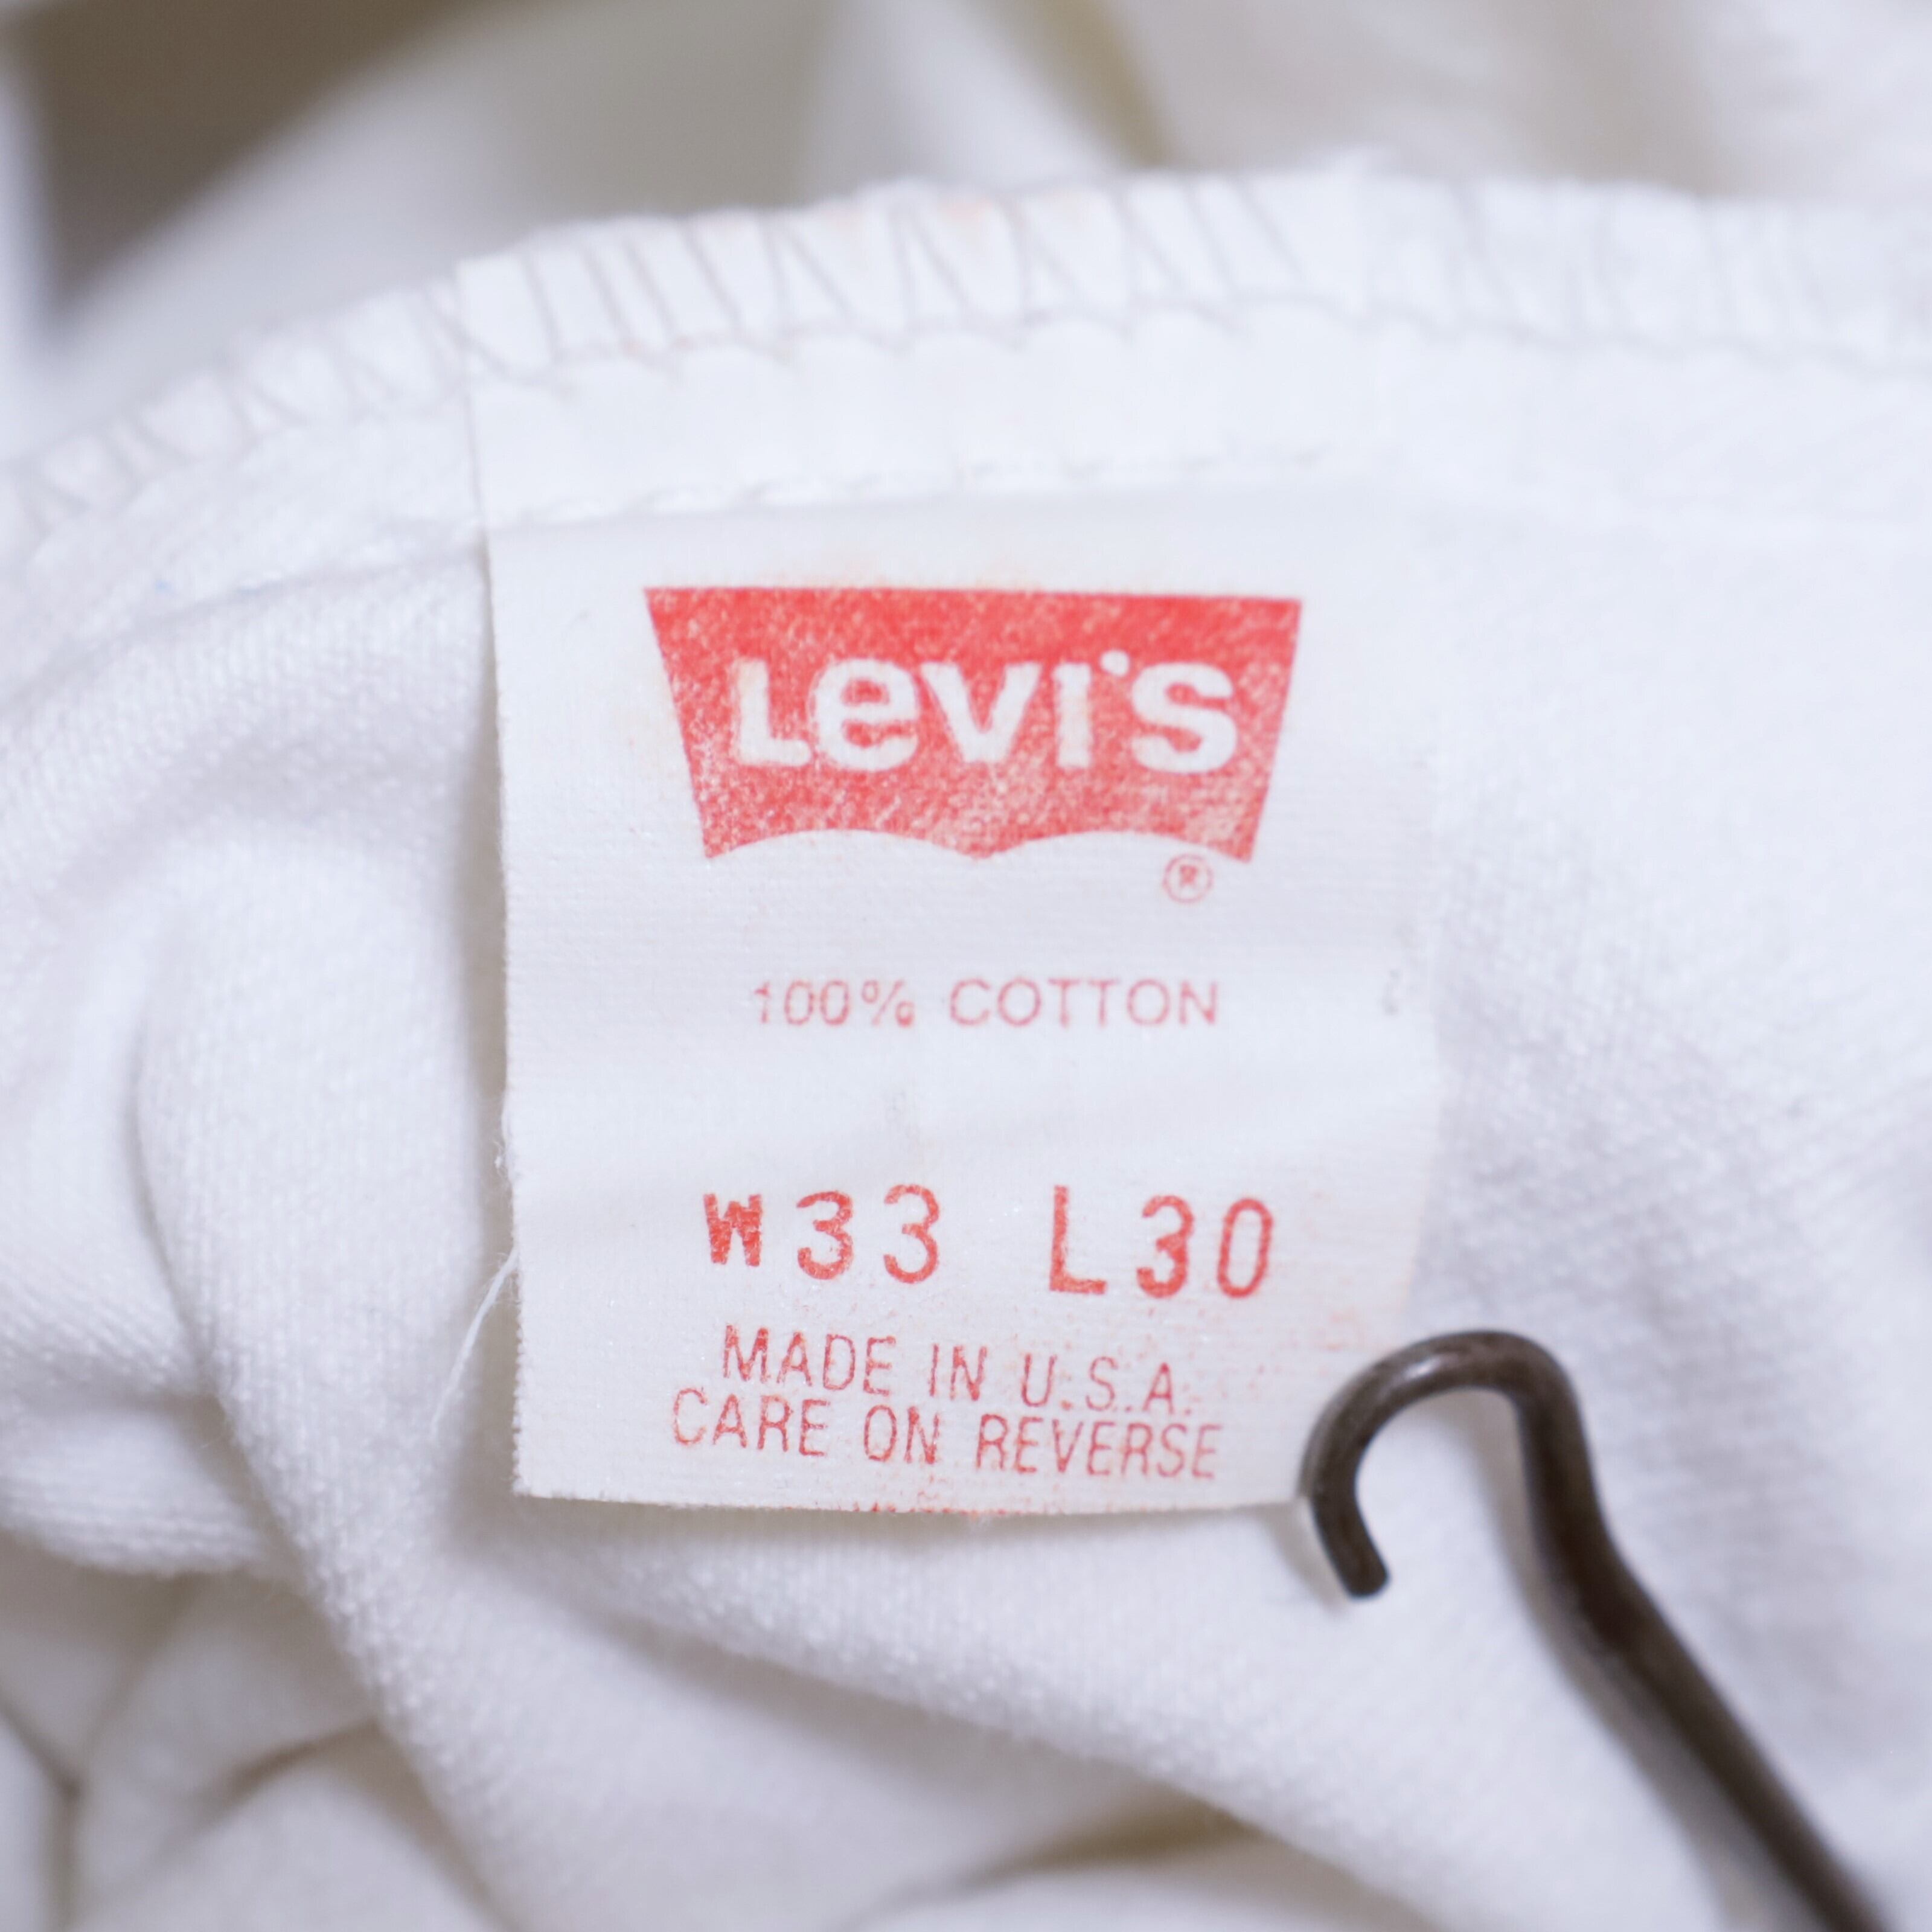 Levi's
®
100% COTTON
W33 L30
MADE IN U.S.A.
CARE ON REVERSE